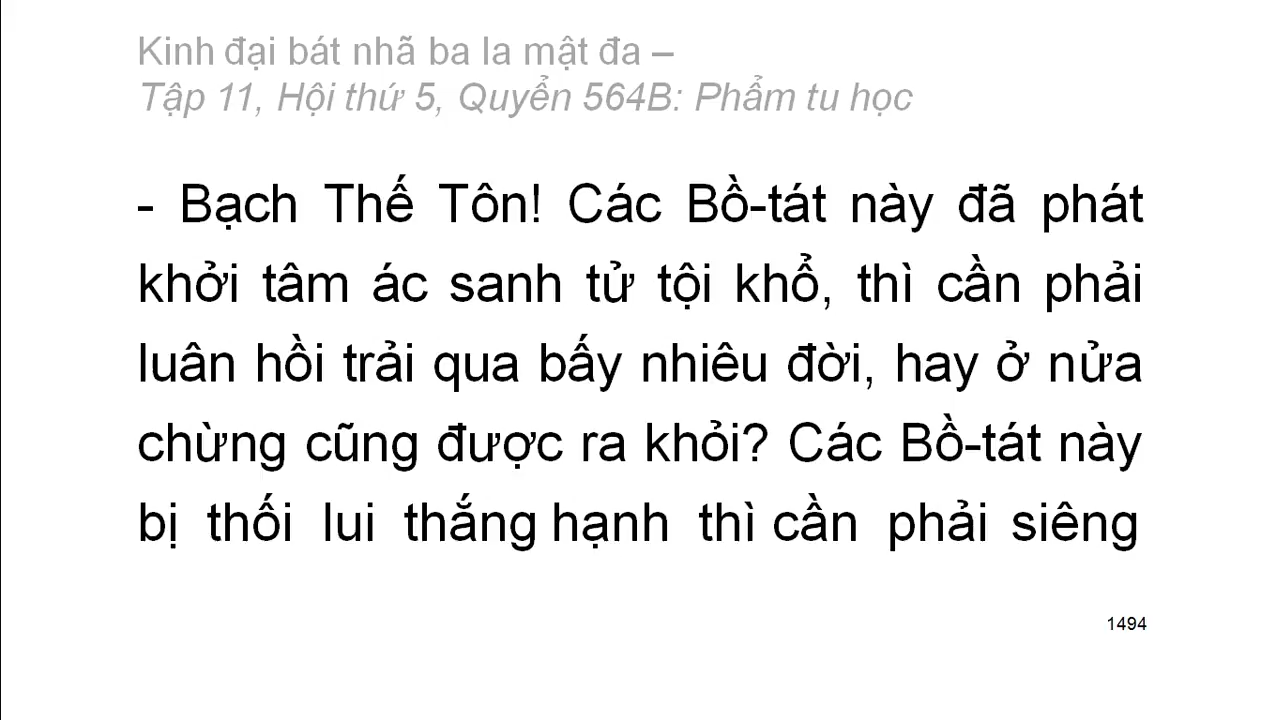 Kinh đại bát nhã ba la mật đa –
Tập 11, Hội thứ 5, Quyển 564B: Phẩm tu học
- Bạch Thế Tôn! Các Bồ-tát này đã phát
khởi tâm ác sanh tử tội khổ, thì cần phải
luân hồi trải qua bấy nhiêu đời, hay ở nửa
chừng cũng được ra khỏi? Các Bồ-tát này
bị thối lui thắng hạnh thì cần phải siêng
1494